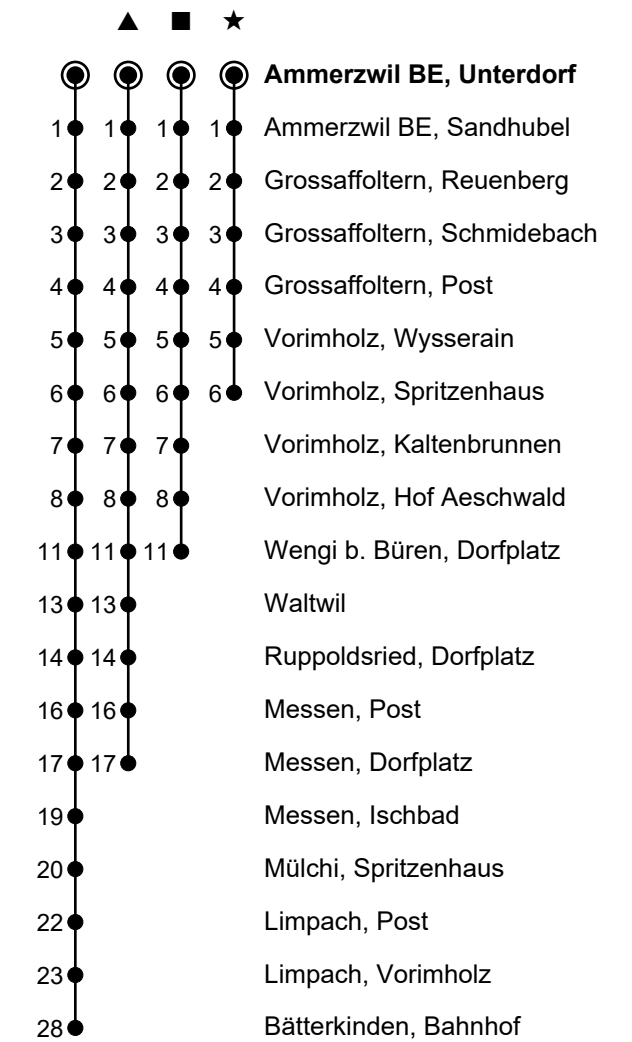 ▲ ■ ★
Ammerzwil BE, Unterdorf
1 1 1 1 Ammerzwil BE, Sandhubel
2 2 2 2 Grossaffoltern, Reuenberg
3 3 3 3 Grossaffoltern, Schmidebach
4 4 4 4 Grossaffoltern, Post
5 5 5 5 Vorimholz, Wysserain
6 6 6 6 Vorimholz, Spritzenhaus
7 7 7 Vorimholz, Kaltenbrunnen
8 8 8 Vorimholz, Hof Aeschwald
11 11 11 Wengi b. Büren, Dorfplatz
13 13 Waltwil
14 14 Ruppoldsried, Dorfplatz
16 16 Messen, Post
17 17 Messen, Dorfplatz
19 Messen, Ischbad
20 Mülchi, Spritzenhaus
22 Limpach, Post
23 Limpach, Vorimholz
28 Bätterkinden, Bahnhof